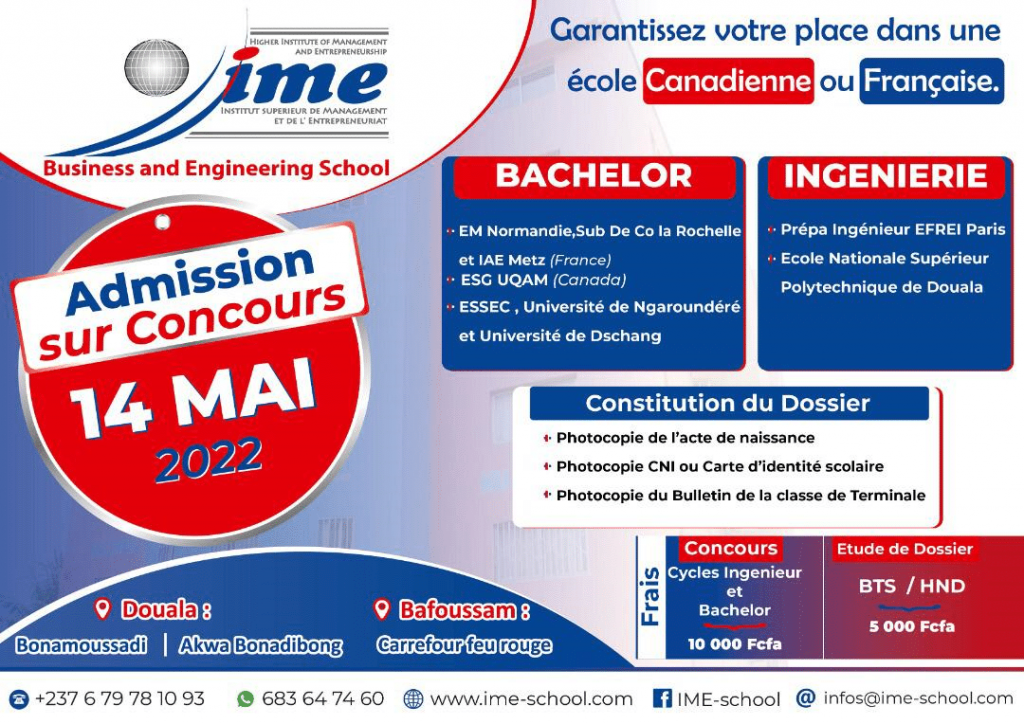 HIGHER INSTITUTE OF MANAGEMENT
AND ENTREPRENEURSHIP
ime
INSTITUT SUPERIEUR DE MANAGEMENT
ET DE L' ENTREPRENEURIAT
Business and Engineering School
Garantissez votre place dans une
école Canadienne ou Française.
Admission
sur Concours
14 MAI
2022
BACHELOR
EM Normandie,Sub De Co la Rochelle
et IAE Metz (France)
ESG UQAM (Canada)
ESSEC , Université de Ngaroundéré
et Université de Dschang
INGENIERIE
Prépa Ingénieur EFREI Paris
Ecole Nationale Supérieur
Polytechnique de Douala
Constitution du Dossier
Photocopie de l'acte de naissance
Photocopie CNI ou Carte d'identité scolaire
Photocopie du Bulletin de la classe de Terminale
Frais
Concours
Cycles Ingenieur
et
Bachelor
10 000 Fcfa
Etude de Dossier
BTS / HND
5 000 Fcfa
Douala :
Bonamoussadi | Akwa Bonadibong
Bafoussam :
Carrefour feu rouge
+237 6 79 78 10 93 683 64 74 60 www.ime-school.com IME-school infos@ime-school.com